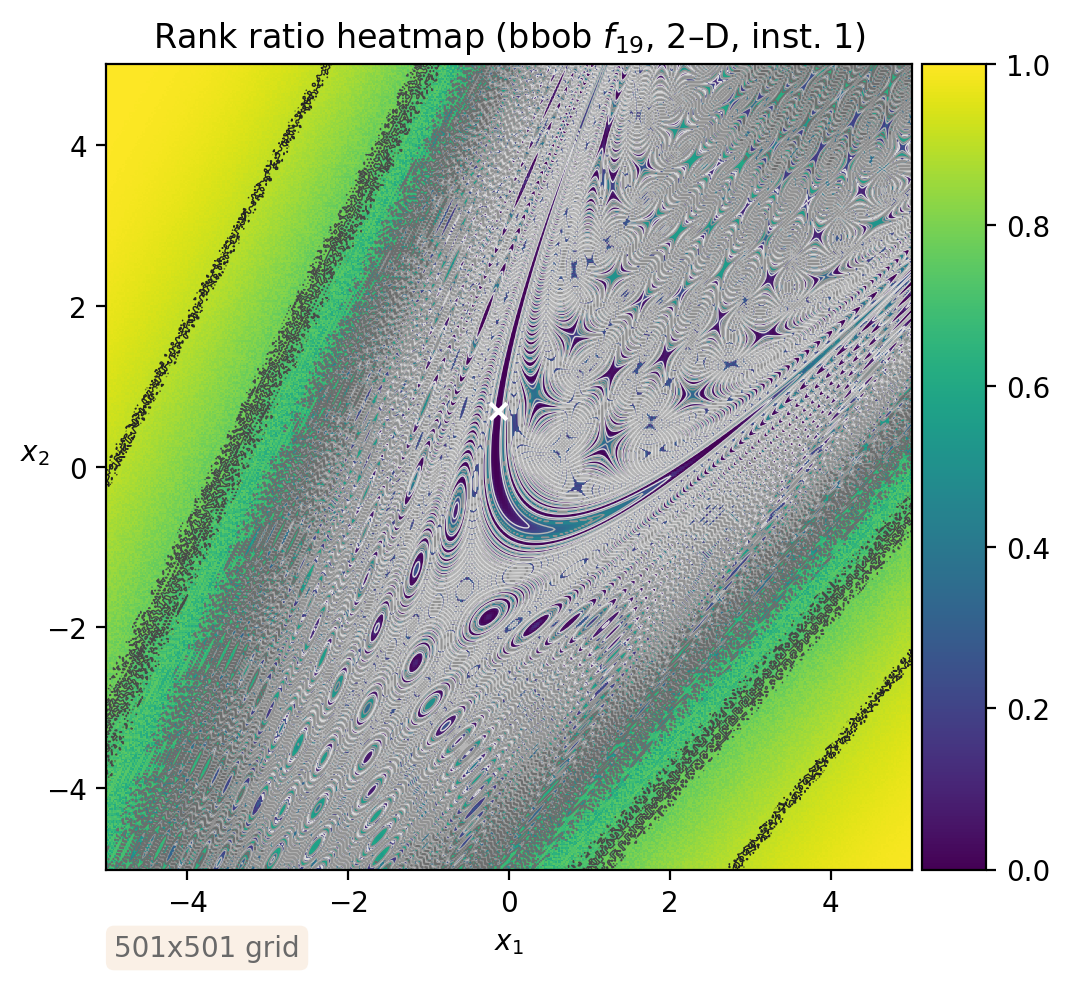 Rank ratio heatmap (bbob f₁₉, 2–D, inst. 1)
1.0
4
0.8
2
0.6
x₂
0
0.4
−2
0.2
−4
0.0
−4 −2 0 2 4
501x501 grid
x₁